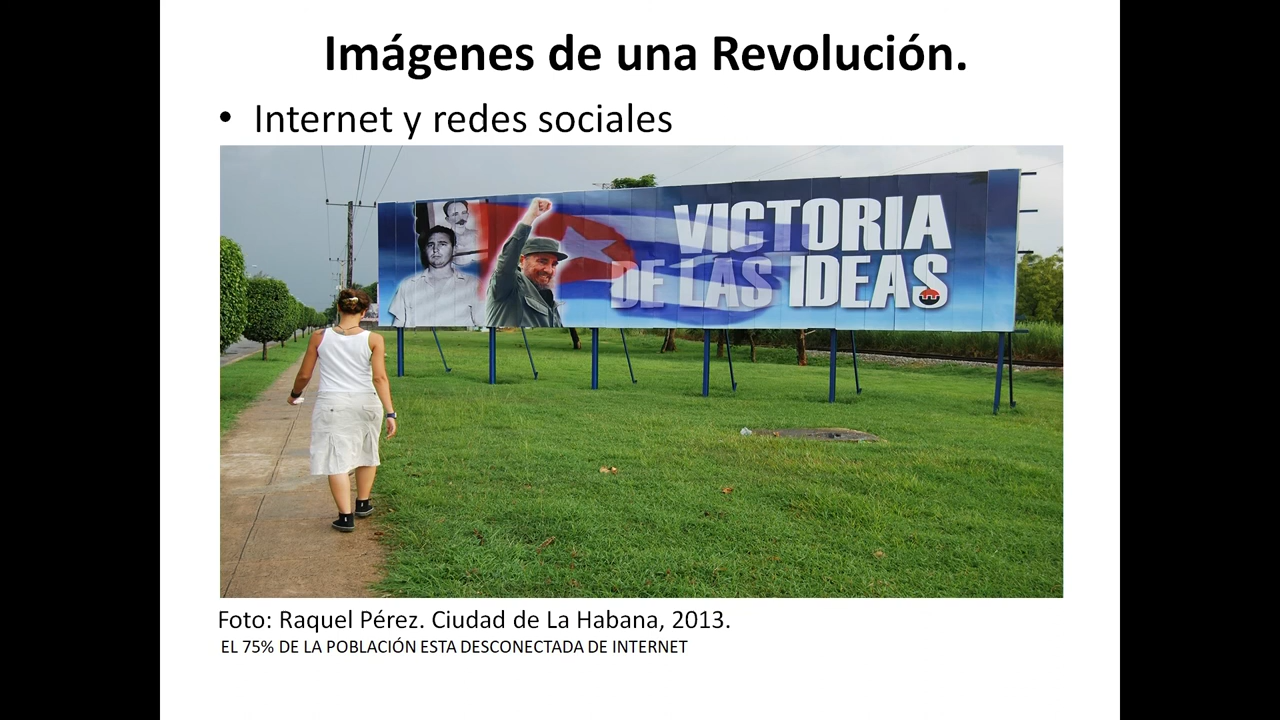 Imágenes de una Revolución.
• Internet y redes sociales
VICTORIA
DE LAS IDEAS
Foto: Raquel Pérez. Ciudad de La Habana, 2013.
EL 75% DE LA POBLACIÓN ESTA DESCONECTADA DE INTERNET